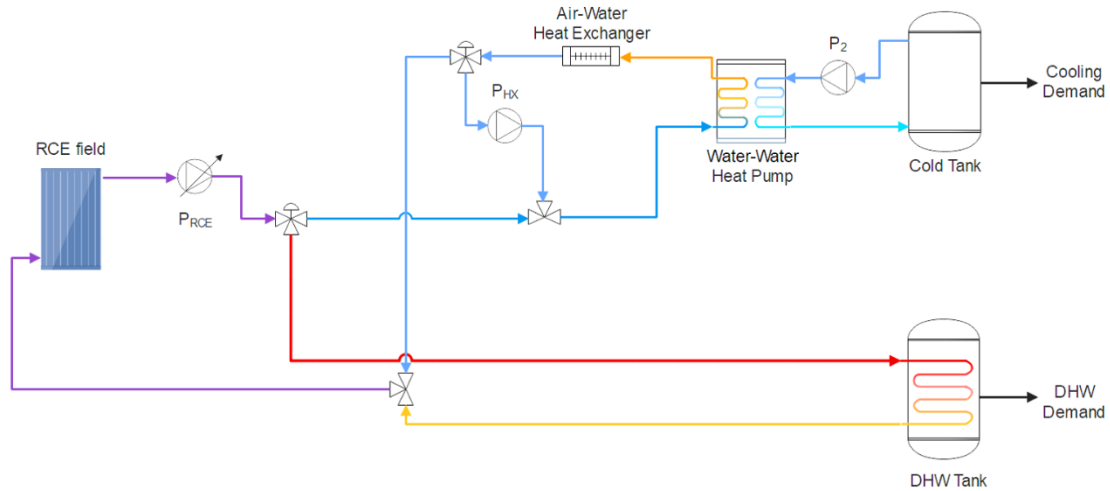 Air-Water
Heat Exchanger
P2
Cooling
Demand
PHX
RCE field
Water-Water
Heat Pump
Cold Tank
PRCE
DHW
Demand
DHW Tank